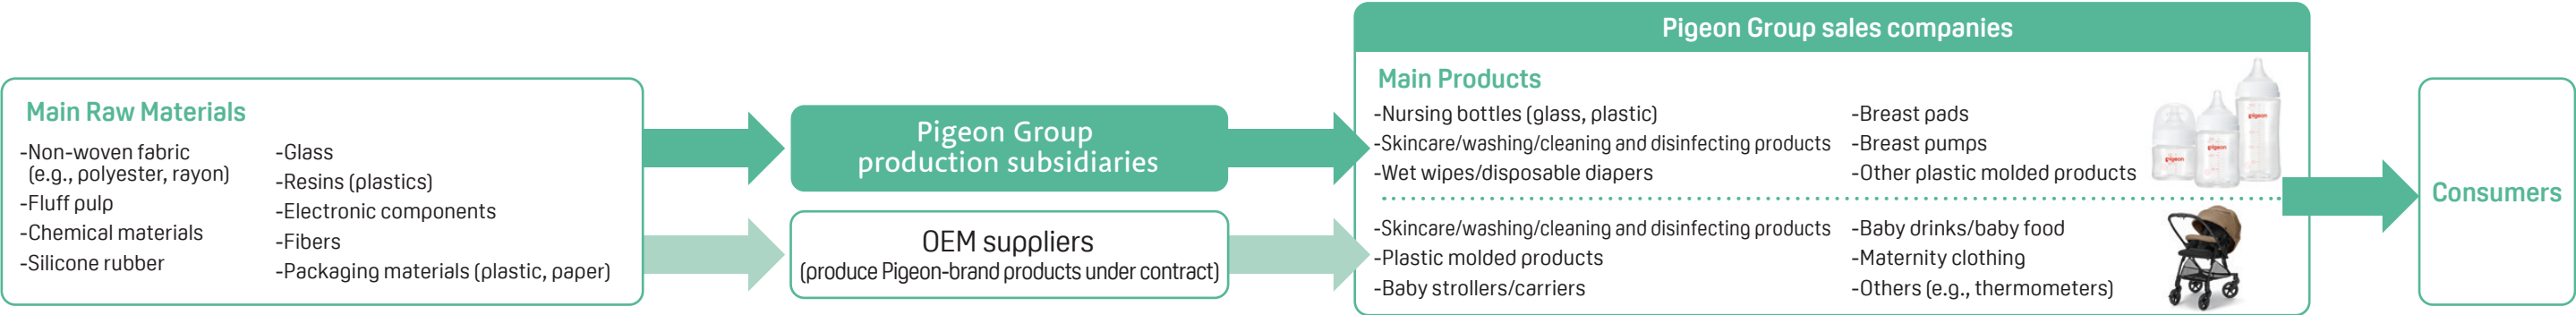 Main Raw Materials
-Non-woven fabric
(e.g., polyester, rayon)
-Fluff pulp
-Chemical materials
-Silicone rubber
-Glass
-Resins (plastics)
-Electronic components
-Fibers
-Packaging materials (plastic, paper)
Pigeon Group
production subsidiaries
OEM suppliers
(produce Pigeon-brand products under contract)
Pigeon Group sales companies
Main Products
-Nursing bottles (glass, plastic)
-Skincare/washing/cleaning and disinfecting products
-Wet wipes/disposable diapers
-Breast pads
-Breast pumps
-Other plastic molded products
pigeon
pigeon
pigeon
-Skincare/washing/cleaning and disinfecting products
-Plastic molded products
-Baby strollers/carriers
-Baby drinks/baby food
-Maternity clothing
-Others (e.g., thermometers)
Consumers